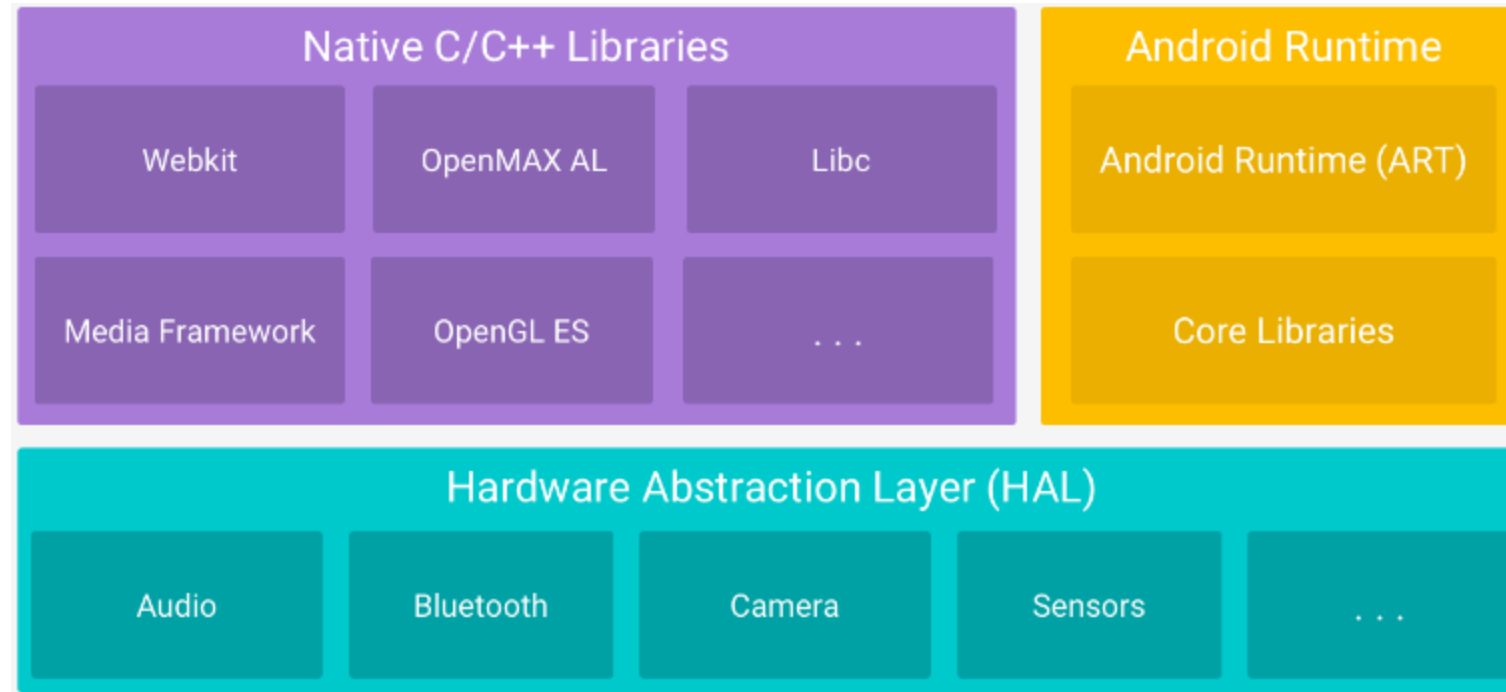 Native C/C++ Libraries
Android Runtime
Webkit
OpenMAX AL
Libc
Android Runtime (ART)
Media Framework
OpenGL ES
. . .
Core Libraries
Hardware Abstraction Layer (HAL)
Audio
Bluetooth
Camera
Sensors
. . .